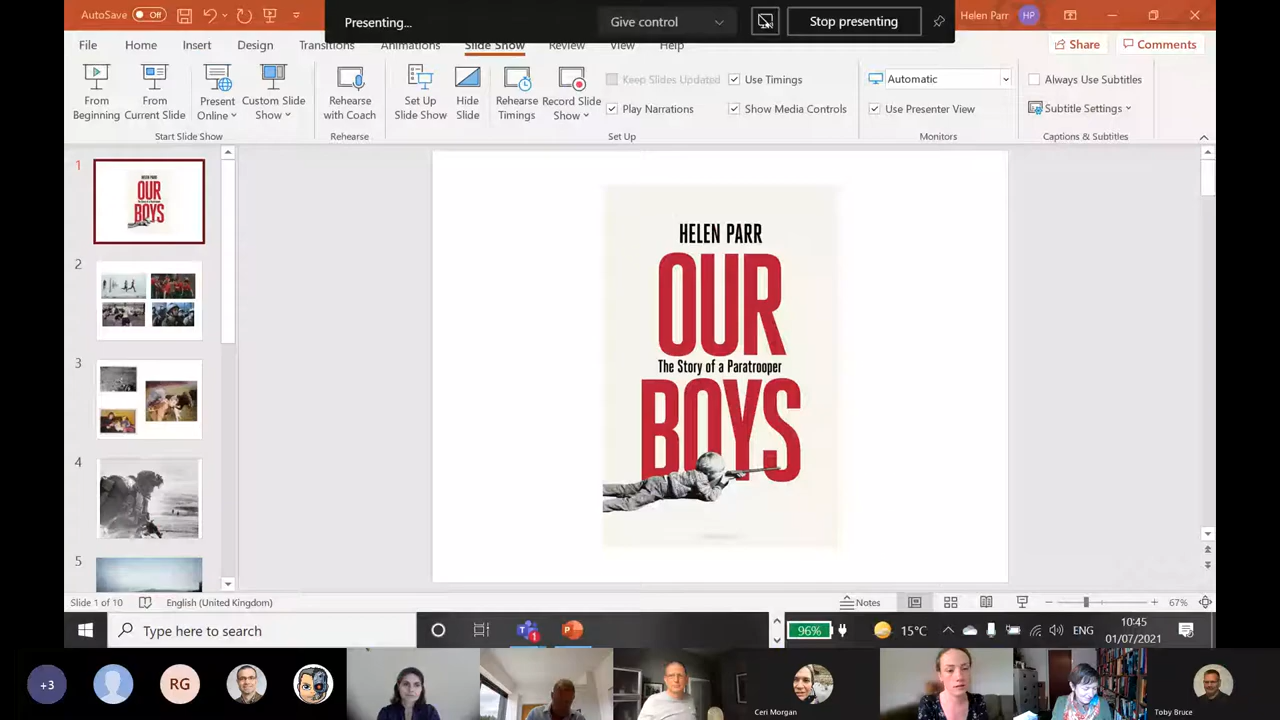 AutoSave Off
Presenting...
Give control
Stop presenting
Helen Parr HP
File Home Insert Design Transitions Animations Slide Show Review View Help
Share Comments
From Beginning
From Current Slide
Present Online
Custom Slide Show
Rehearse with Coach
Set Up Slide Show
Hide Slide
Rehearse Timings
Record Slide Show
Keep Slides Updated
Use Timings
Play Narrations
Show Media Controls
Automatic
Use Presenter View
Always Use Subtitles
Subtitle Settings
Start Slide Show Rehearse Set Up Monitors Captions & Subtitles
1
HELEN PARR
OUR
BOYS
2
3
4
5
HELEN PARR
OUR
The Story of a Paratrooper
BOYS
Slide 1 of 10 English (United Kingdom) Notes 67%
Type here to search
1
96% 15°C ENG 10:45
01/07/2021
+3
RG
Ceri Morgan
Toby Bruce